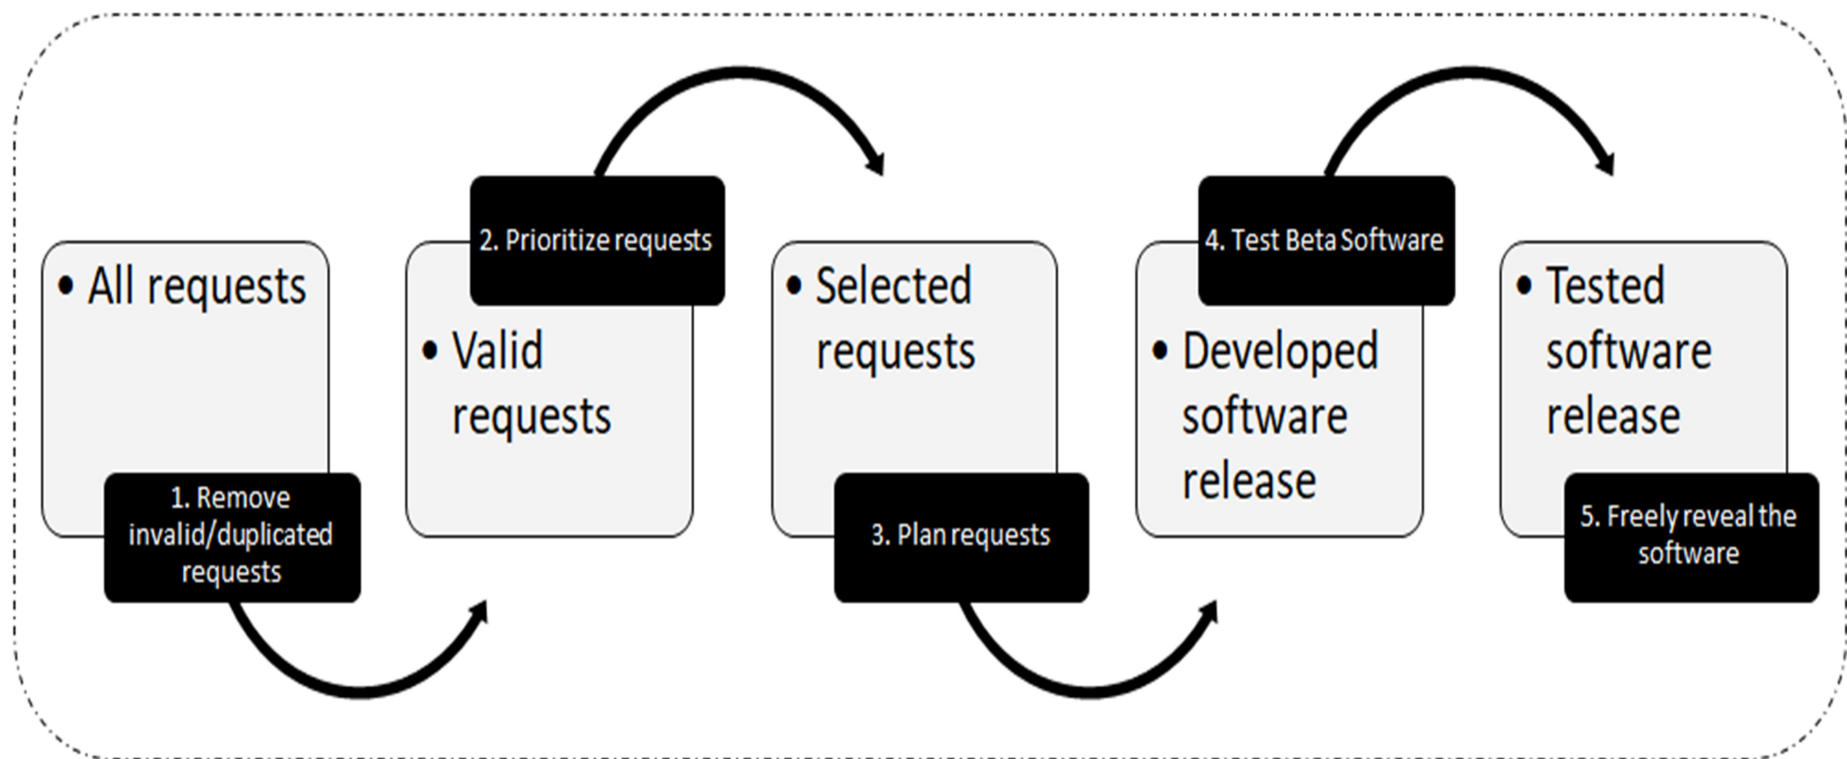 • All requests
1. Remove
invalid/duplicated
requests
2. Prioritize requests
• Valid
requests
• Selected
requests
3. Plan requests
4. Test Beta Software
• Developed
software
release
• Tested
software
release
5. Freely reveal the
software